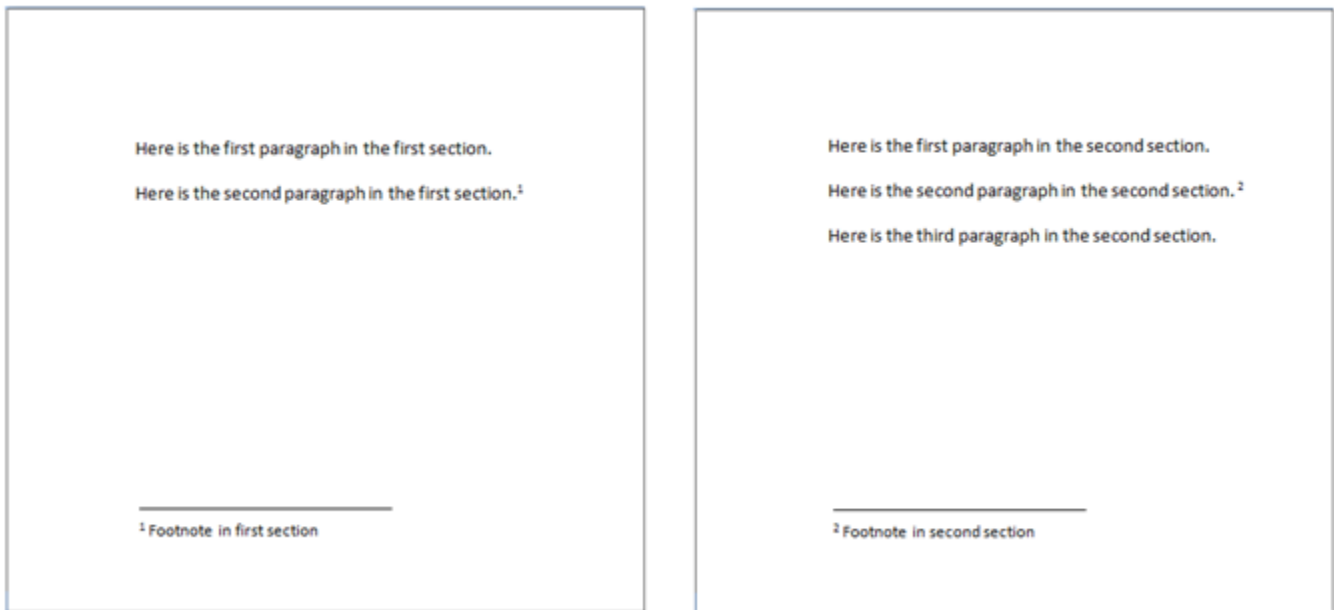 Here is the first paragraph in the first section.
Here is the second paragraph in the first section.¹
¹ Footnote in first section
Here is the first paragraph in the second section.
Here is the second paragraph in the second section. ²
Here is the third paragraph in the second section.
² Footnote in second section